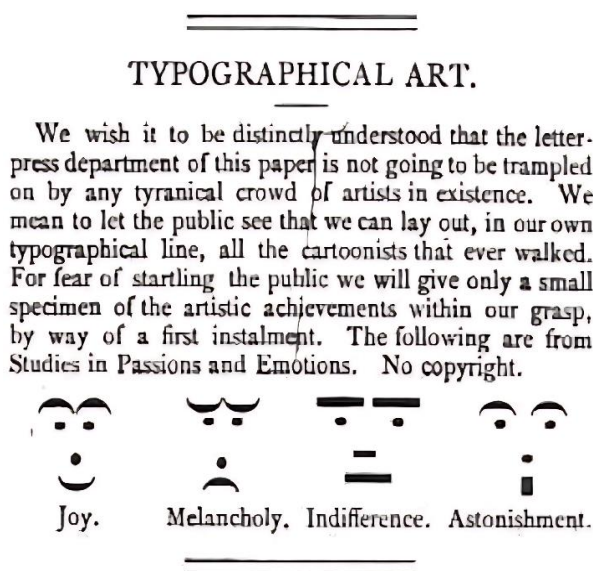 TYPOGRAPHICAL ART.
We wish it to be distinctly understood that the letter-
press department of this paper is not going to be trampled
on by any tyranical crowd of artists in existence. We
mean to let the public see that we can lay out, in our own
typographical line, all the cartoonists that ever walked.
For fear of startling the public we will give only a small
specimen of the artistic achievements within our grasp,
by way of a first instalment. The following are from
Studies in Passions and Emotions. No copyright.
Joy. Melancholy. Indifference. Astonishment.